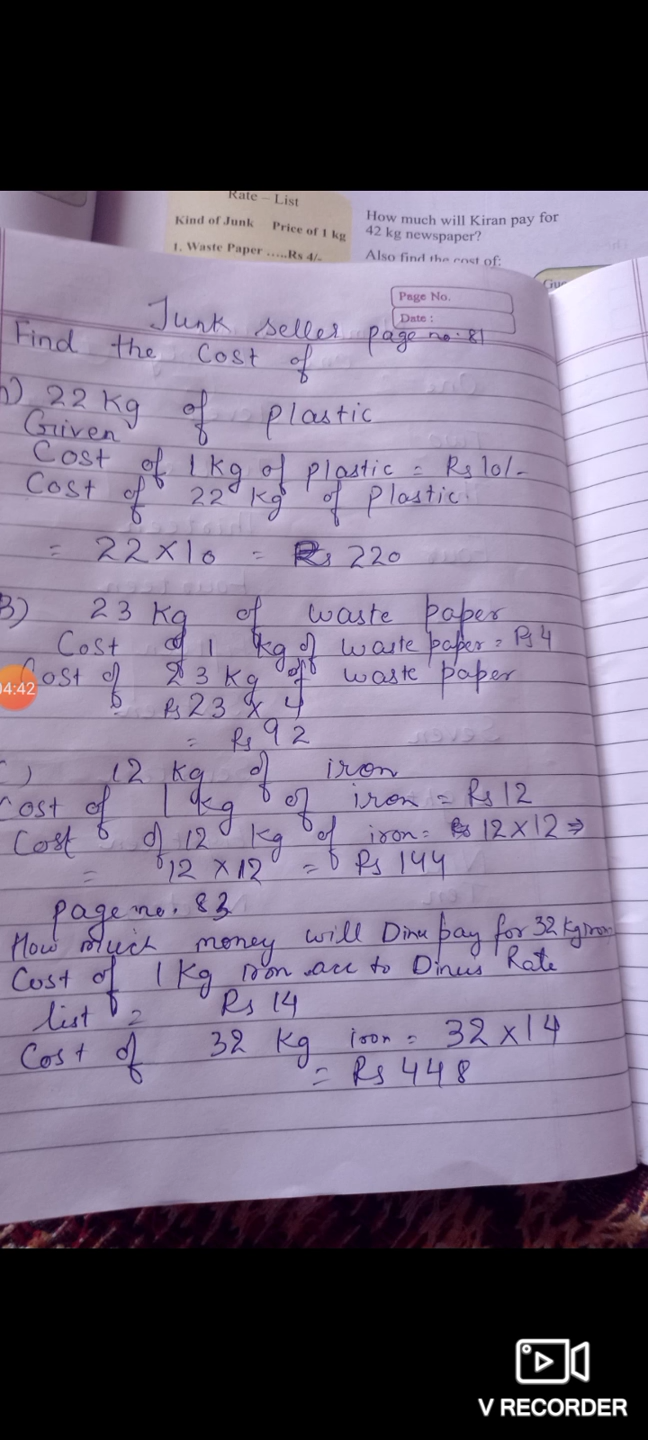 Rate – List
Kind of Junk Price of 1 kg
1. Waste Paper .....Rs 4/-
How much will Kiran pay for
42 kg newspaper?
Also find the cost of:
Page No.
Date :
Junk seller page no. 81
Find the Cost of
) 22 Kg of plastic
Given
Cost of 1 Kg of plastic = Rs 10/-
Cost of 22 kg of plastic
= 22 X 10 = Rs 220
B) 23 Kg of waste paper
Cost of 1 kg of waste paper = Rs 4
Cost of 23 Kg of waste paper
Rs 23 x 4
= Rs 92
) 12 Kg of iron
Cost of 1 kg of iron = Rs 12
Cost of 12 kg of iron = Rs 12 X 12 ⇒
= 12 X 12 = Rs 144
page no. 83
How much money will Dinu pay for 32 Kg iron
Cost of 1 Kg iron acc to Dinus Rate
list = Rs 14
Cost of 32 Kg iron = 32 X 14
= Rs 448
04:42
V RECORDER